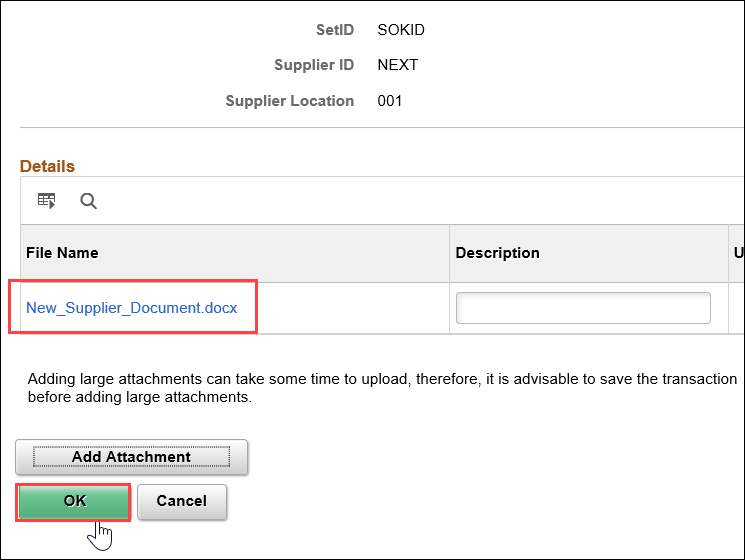 SetID SOKID
Supplier ID NEXT
Supplier Location 001
Details
File Name Description U
New_Supplier_Document.docx
Adding large attachments can take some time to upload, therefore, it is advisable to save the transaction
before adding large attachments.
Add Attachment
OK Cancel